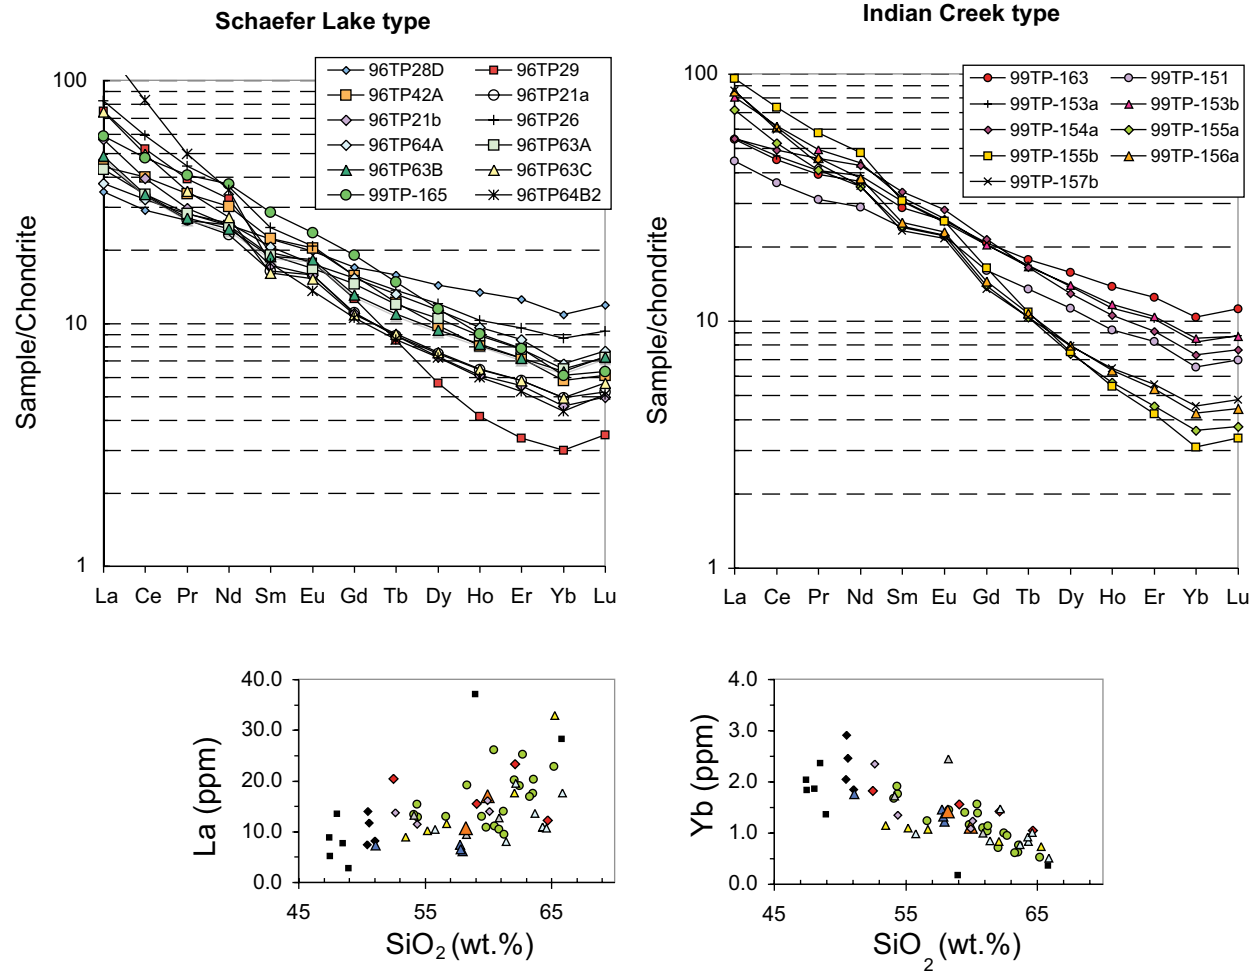 Schaefer Lake type
Indian Creek type
Sample/Chondrite
100
10
1
96TP28D 96TP29
96TP42A 96TP21a
96TP21b 96TP26
96TP64A 96TP63A
96TP63B 96TP63C
99TP-165 96TP64B2
La Ce Pr Nd Sm Eu Gd Tb Dy Ho Er Yb Lu
Sample/chondrite
100
10
1
99TP-163 99TP-151
99TP-153a 99TP-153b
99TP-154a 99TP-155a
99TP-155b 99TP-156a
99TP-157b
La Ce Pr Nd Sm Eu Gd Tb Dy Ho Er Yb Lu
La (ppm)
40.0
30.0
20.0
10.0
0.0
45 55 65
SiO₂ (wt.%)
Yb (ppm)
4.0
3.0
2.0
1.0
0.0
45 55 65
SiO₂ (wt.%)